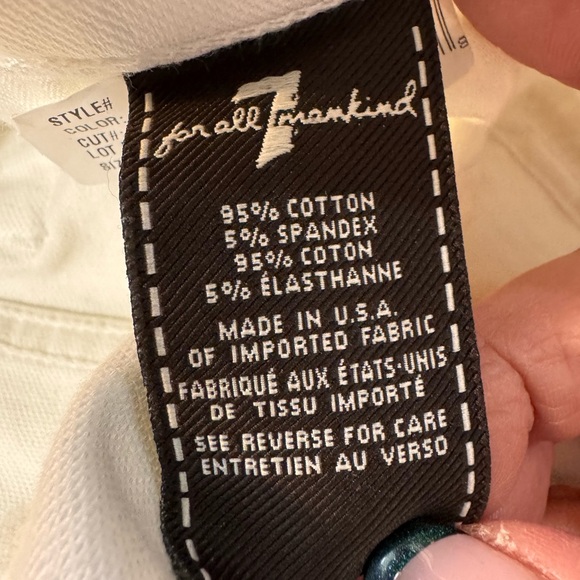 STYLE#
COLOR:
CUT#:
LOT
SIZ
7
for all mankind
95% COTTON
5% SPANDEX
95% COTON
5% ÉLASTHANNE
MADE IN U.S.A.
OF IMPORTED FABRIC
FABRIQUÉ AUX ÉTATS-UNIS
DE TISSU IMPORTÉ
SEE REVERSE FOR CARE
ENTRETIEN AU VERSO